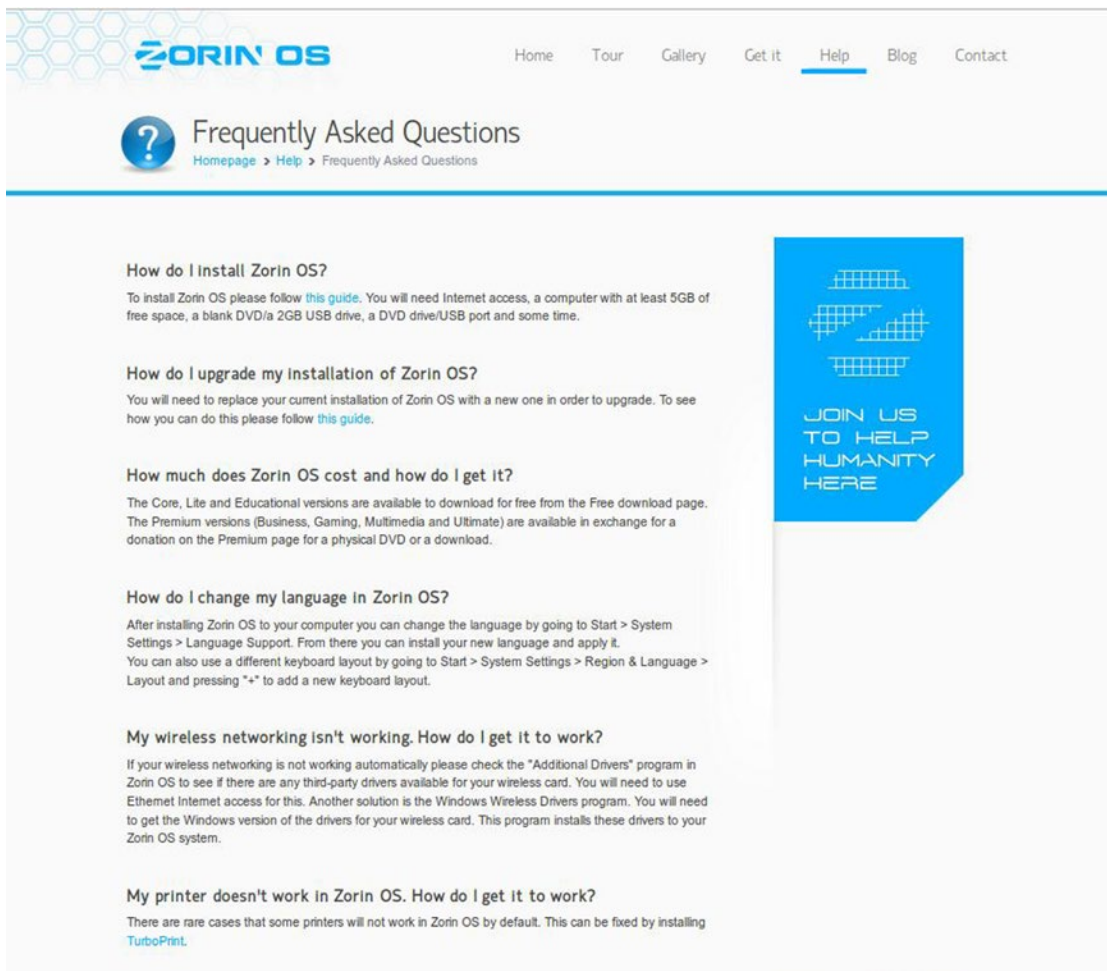 ZORIN OS
Home Tour Gallery Get it Help Blog Contact
Frequently Asked Questions
Homepage > Help > Frequently Asked Questions
How do I install Zorin OS?
To install Zorin OS please follow this guide. You will need Internet access, a computer with at least 5GB of
free space, a blank DVD/a 2GB USB drive, a DVD drive/USB port and some time.
How do I upgrade my installation of Zorin OS?
You will need to replace your current installation of Zorin OS with a new one in order to upgrade. To see
how you can do this please follow this guide.
How much does Zorin OS cost and how do I get it?
The Core, Lite and Educational versions are available to download for free from the Free download page.
The Premium versions (Business, Gaming, Multimedia and Ultimate) are available in exchange for a
donation on the Premium page for a physical DVD or a download.
How do I change my language in Zorin OS?
After installing Zorin OS to your computer you can change the language by going to Start > System
Settings > Language Support. From there you can install your new language and apply it.
You can also use a different keyboard layout by going to Start > System Settings > Region & Language >
Layout and pressing "+" to add a new keyboard layout.
My wireless networking isn't working. How do I get it to work?
If your wireless networking is not working automatically please check the "Additional Drivers" program in
Zorin OS to see if there are any third-party drivers available for your wireless card. You will need to use
Ethernet Internet access for this. Another solution is the Windows Wireless Drivers program. You will need
to get the Windows version of the drivers for your wireless card. This program installs these drivers to your
Zorin OS system.
My printer doesn't work in Zorin OS. How do I get it to work?
There are rare cases that some printers will not work in Zorin OS by default. This can be fixed by installing
TurboPrint.
JOIN US
TO HELP
HUMANITY
HERE